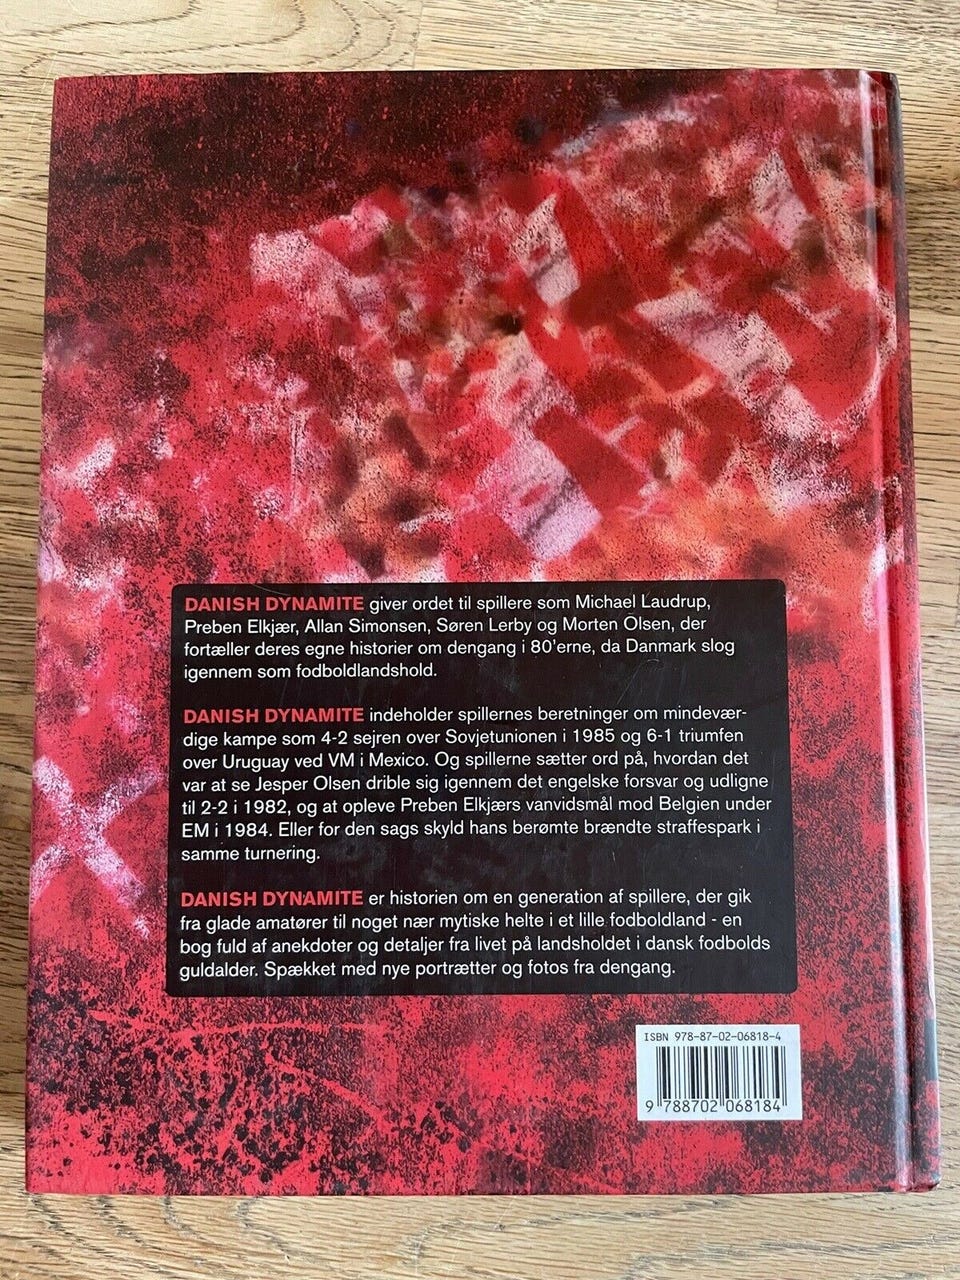 DANISH DYNAMITE giver ordet til spillere som Michael Laudrup,
Preben Elkjær, Allan Simonsen, Søren Lerby og Morten Olsen, der
fortæller deres egne historier om dengang i 80'erne, da Danmark slog
igennem som fodboldlandshold.
DANISH DYNAMITE indeholder spillernes beretninger om mindevær-
dige kampe som 4-2 sejren over Sovjetunionen i 1985 og 6-1 triumfen
over Uruguay ved VM i Mexico. Og spillerne sætter ord på, hvordan det
var at se Jesper Olsen drible sig igennem det engelske forsvar og udligne
til 2-2 i 1982, og at opleve Preben Elkjærs vanvidsmål mod Belgien under
EM i 1984. Eller for den sags skyld hans berømte brændte straffespark i
samme turnering.
DANISH DYNAMITE er historien om en generation af spillere, der gik
fra glade amatører til noget nær mytiske helte i et lille fodboldland - en
bog fuld af anekdoter og detaljer fra livet på landsholdet i dansk fodbolds
guldalder. Spækket med nye portrætter og fotos fra dengang.
ISBN 978-87-02-06818-4
9 788702 068184